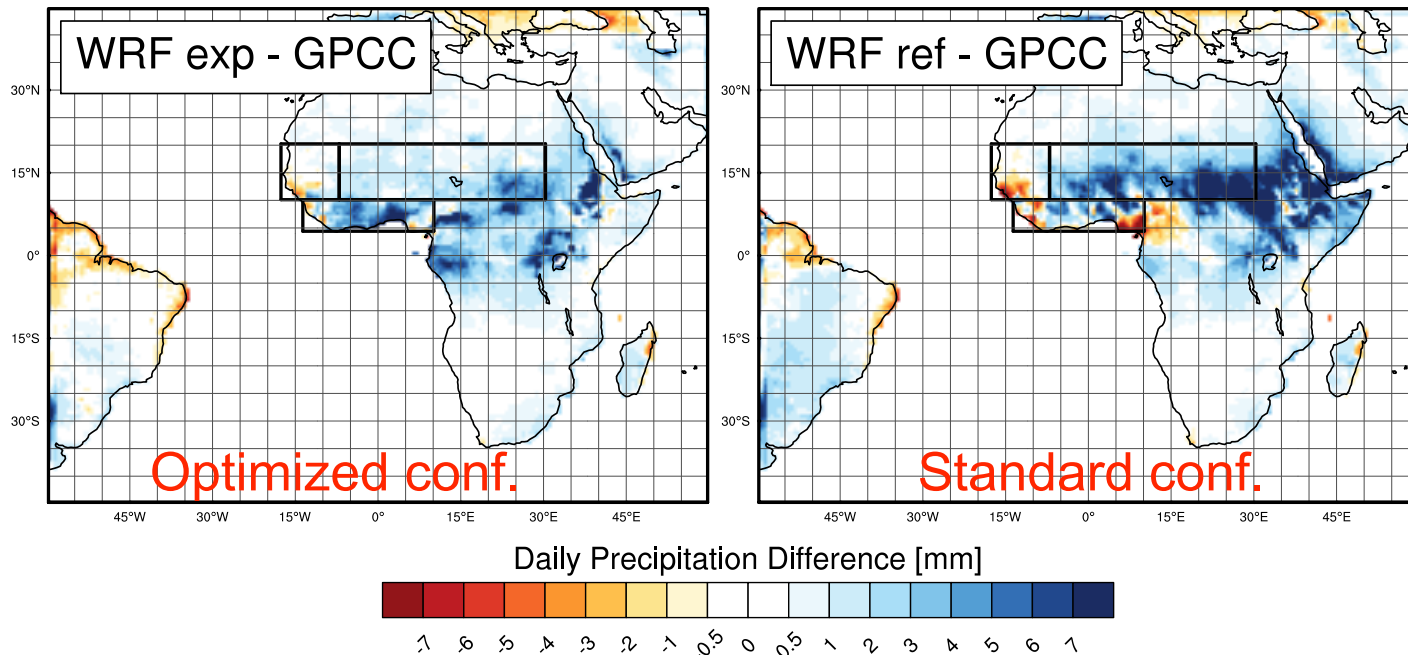 WRF exp - GPCC
WRF ref - GPCC
30°N
15°N
0°
15°S
30°S
30°N
15°N
0°
15°S
30°S
Optimized conf.
Standard conf.
45°W 30°W 15°W 0° 15°E 30°E 45°E
45°W 30°W 15°W 0° 15°E 30°E 45°E
Daily Precipitation Difference [mm]
-7 -6 -5 -4 -3 -2 -1 -0.5 0 0.5 1 2 3 4 5 6 7